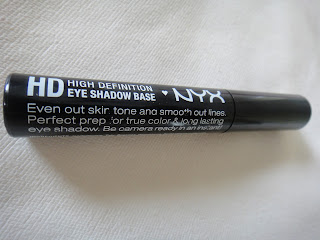 HD HIGH DEFINITION
EYE SHADOW BASE • NYX
Even out skin tone and smooth out lines.
Perfect prep for true color & long lasting
eye shadow. Be camera ready in an instant!